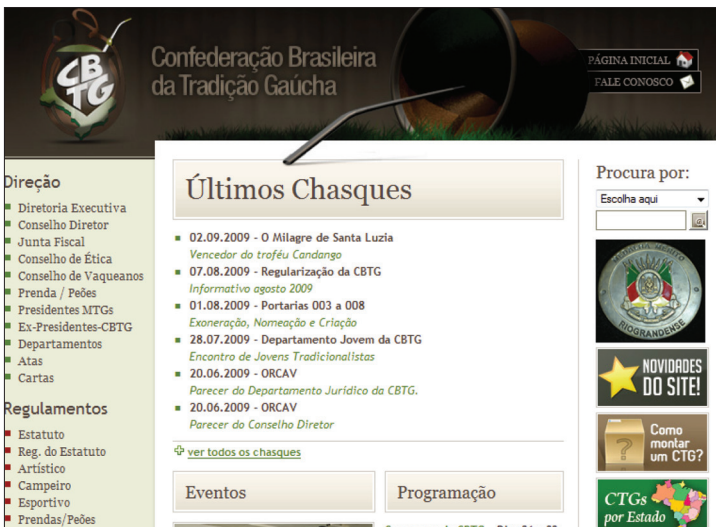 CBTG
Confederação Brasileira
da Tradição Gaúcha
PÁGINA INICIAL
FALE CONOSCO
Direção
Diretoria Executiva
Conselho Diretor
Junta Fiscal
Conselho de Ética
Conselho de Vaqueanos
Prenda / Peões
Presidentes MTGs
Ex-Presidentes-CBTG
Departamentos
Atas
Cartas
Regulamentos
Estatuto
Reg. do Estatuto
Artístico
Campeiro
Esportivo
Prendas/Peões
Últimos Chasques
02.09.2009 - O Milagre de Santa Luzia
Vencedor do troféu Candango
07.08.2009 - Regularização da CBTG
Informativo agosto 2009
01.08.2009 - Portarias 003 a 008
Exoneração, Nomeação e Criação
28.07.2009 - Departamento Jovem da CBTG
Encontro de Jovens Tradicionalistas
20.06.2009 - ORCAV
Parecer do Departamento Juridico da CBTG.
20.06.2009 - ORCAV
Parecer do Conselho Diretor
ver todos os chasques
Eventos
Programação
Procura por:
Escolha aqui
RIOGRANDENSE
NOVIDADES
DO SITE!
Como
montar
um CTG?
CTGs
por Estado